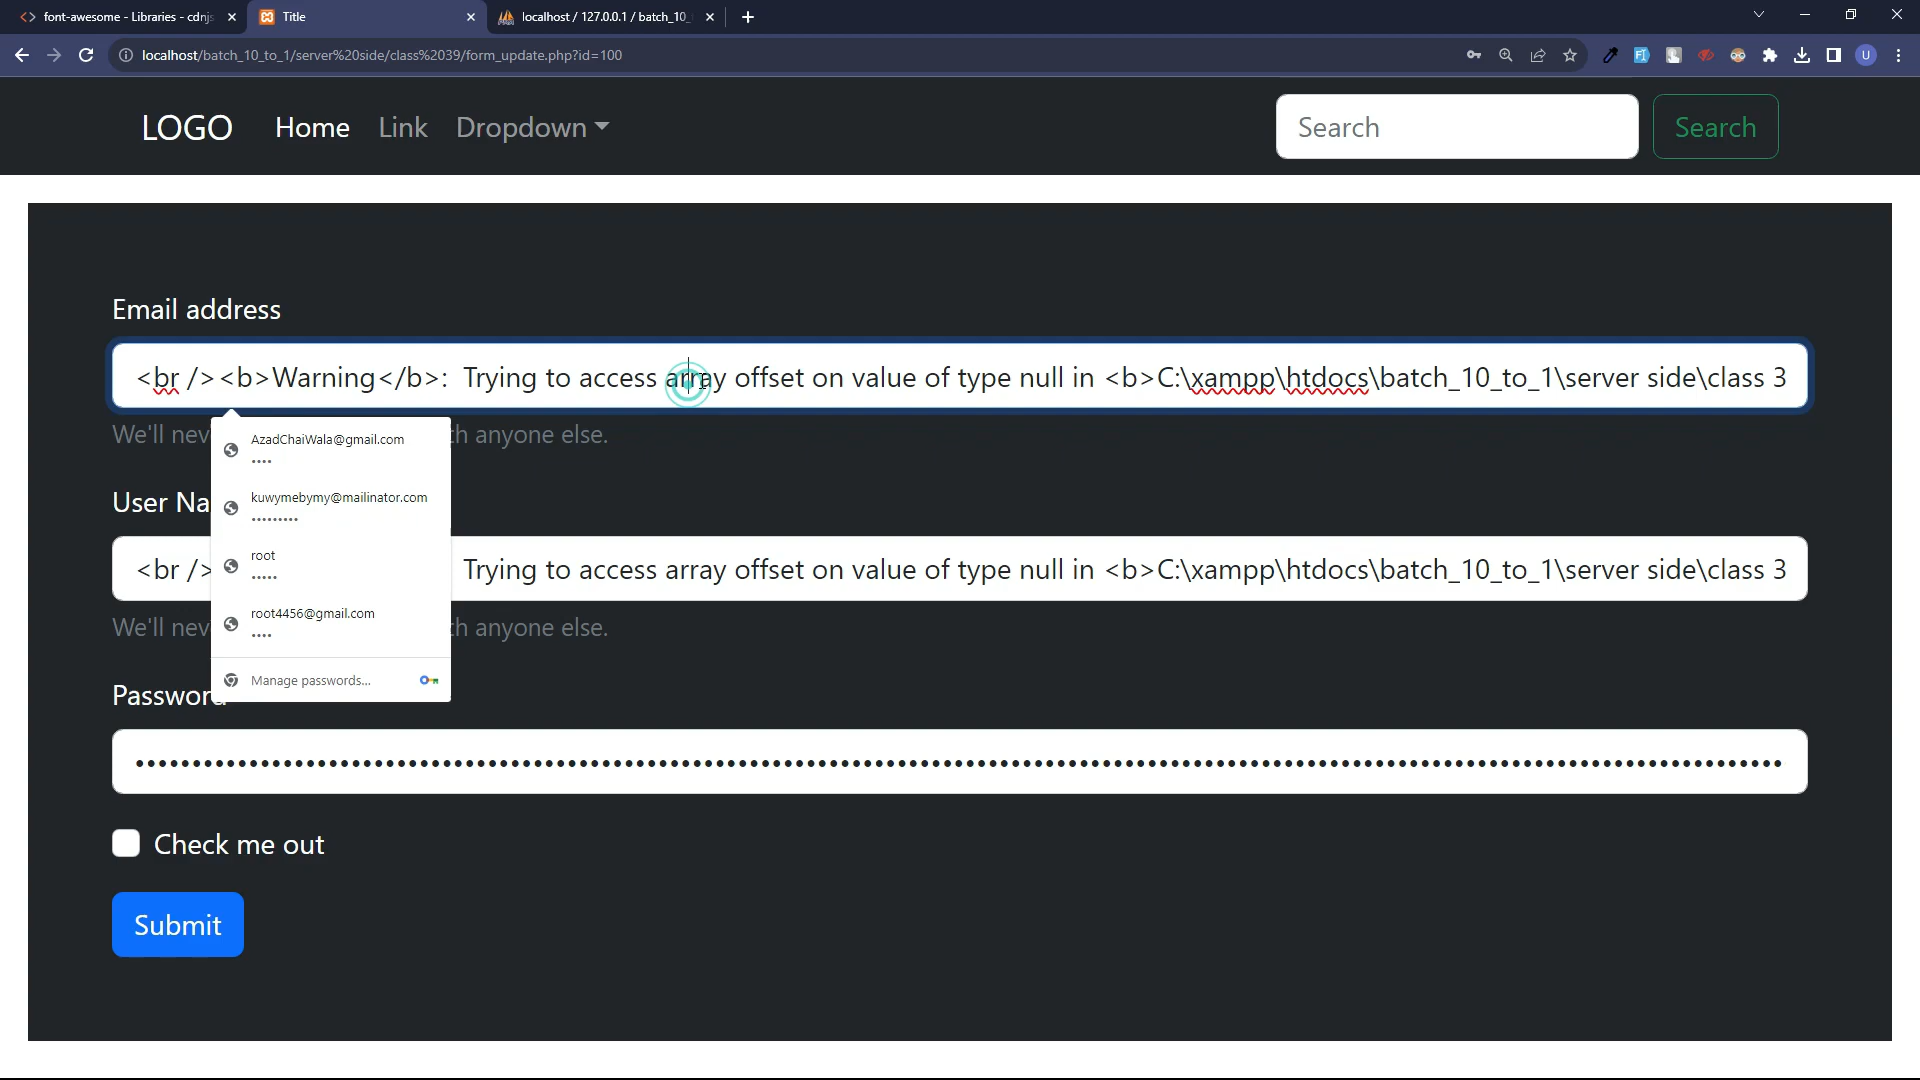 font-awesome - Libraries - cdnjs
Title
localhost / 127.0.0.1 / batch_10_
localhost/batch_10_to_1/server%20side/class%2039/form_update.php?id=100
U
LOGO
Home
Link
Dropdown
Search
Search
Email address
<br /><b>Warning</b>:  Trying to access array offset on value of type null in <b>C:\xampp\htdocs\batch_10_to_1\server side\class 3
We'll nev
h anyone else.
AzadChaiWala@gmail.com
••••
kuwymebymy@mailinator.com
•••••••••
root
•••••
root4456@gmail.com
••••
Manage passwords...
User Na
<br />
Trying to access array offset on value of type null in <b>C:\xampp\htdocs\batch_10_to_1\server side\class 3
We'll nev
h anyone else.
Password
Check me out
Submit